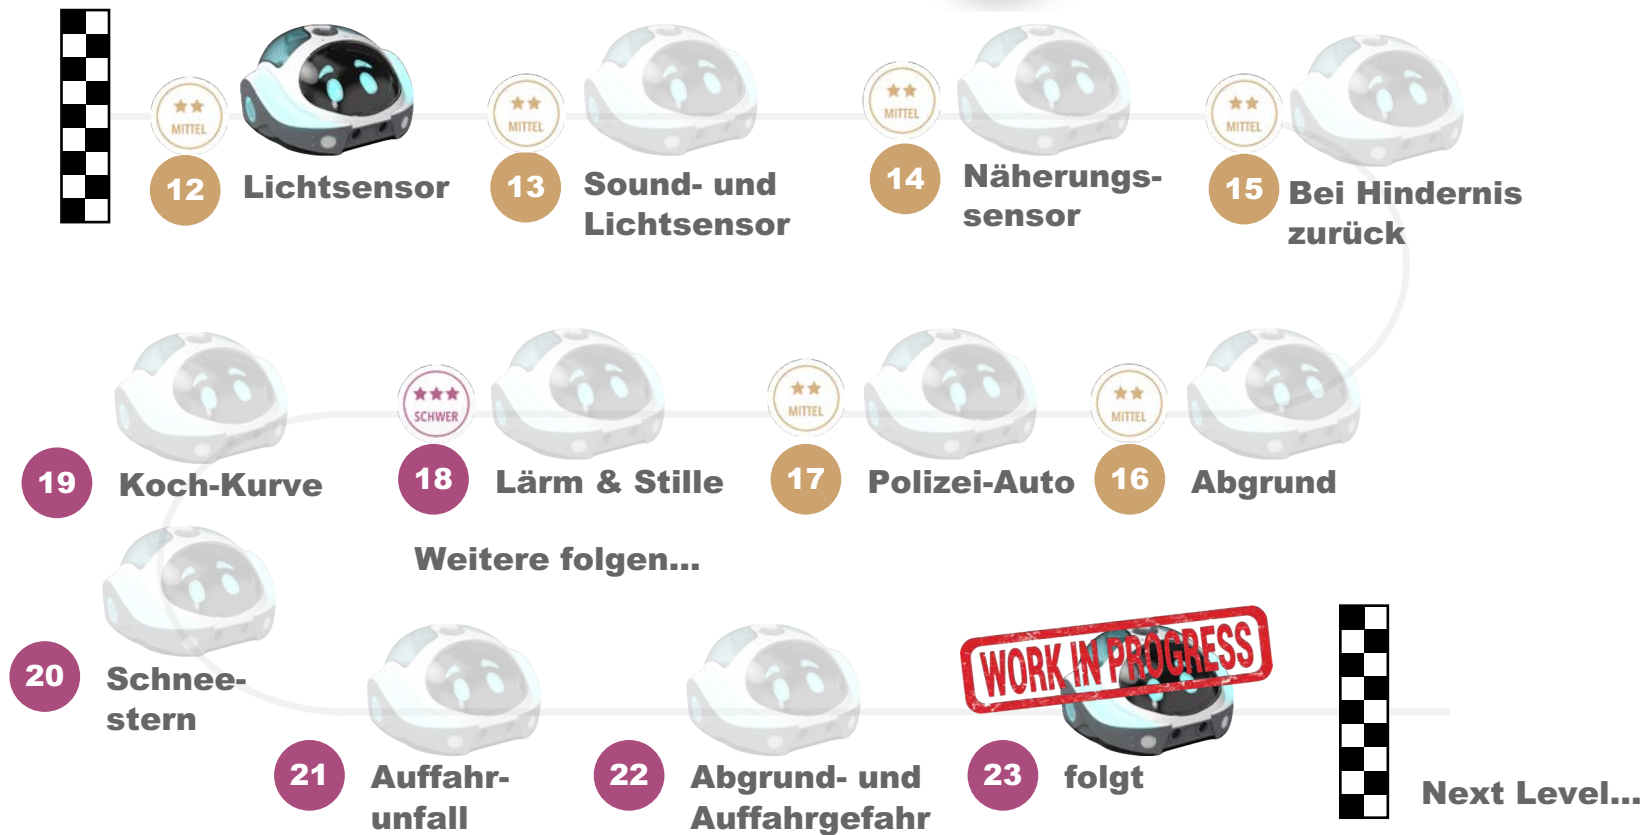 MITTEL
12
Lichtsensor
MITTEL
13
Sound- und
Lichtsensor
MITTEL
14
Näherungs-
sensor
MITTEL
15
Bei Hindernis
zurück
19
Koch-Kurve
SCHWER
18
Lärm & Stille
MITTEL
17
Polizei-Auto
MITTEL
16
Abgrund
Weitere folgen...
20
Schnee-
stern
21
Auffahr-
unfall
22
Abgrund- und
Auffahrgefahr
WORK IN PROGRESS
23
folgt
Next Level...